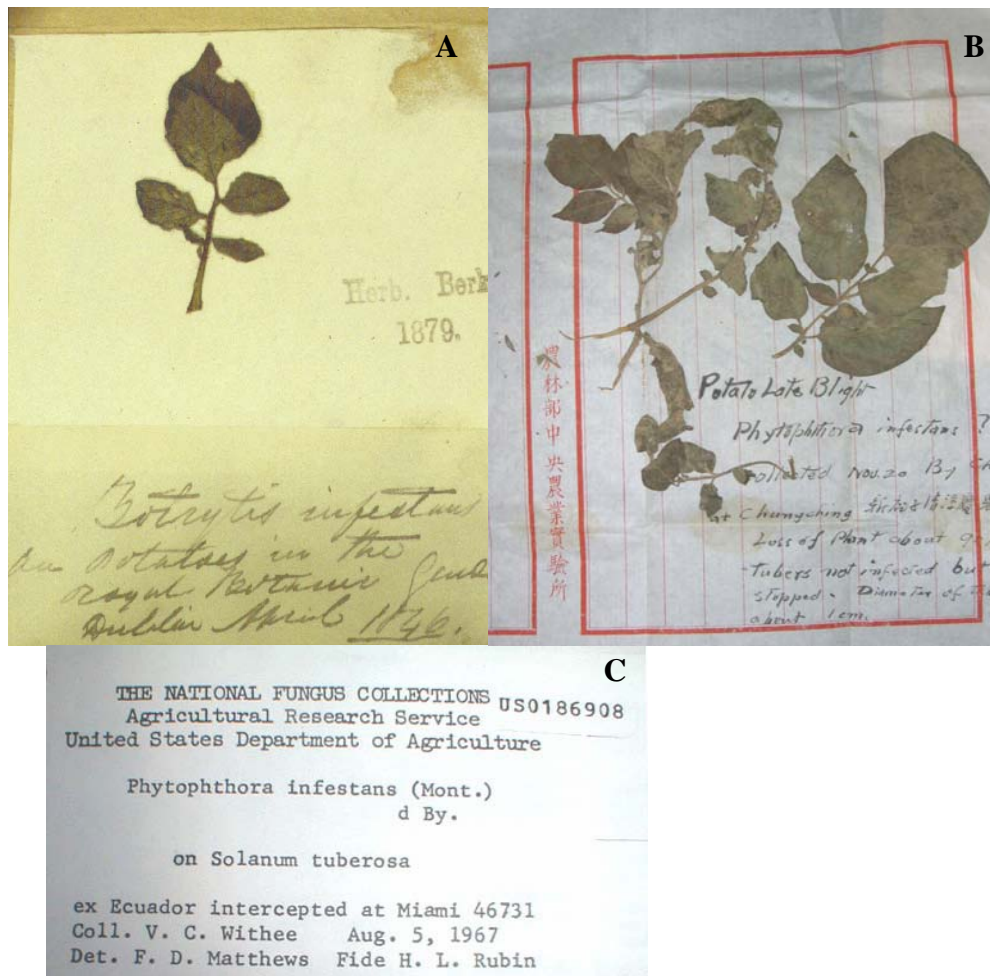 A
Herb. Berk
1879.
Botrytis infestans
on potatoes in the
Royal Botanic
Dublin April 1846.
B
農林部中央農業實驗所
Potato Late Blight
Phytophthora infestans ?
Collected Nov. 20 By
at Chungching
Loss of Plant about
Tubers not infected but
stopped. Diameter of
about 1 cm.
C
THE NATIONAL FUNGUS COLLECTIONS
US0186908
Agricultural Research Service
United States Department of Agriculture
Phytophthora infestans (Mont.)
d By.
on Solanum tuberosa
ex Ecuador intercepted at Miami 46731
Coll. V. C. Withee Aug. 5, 1967
Det. F. D. Matthews Fide H. L. Rubin